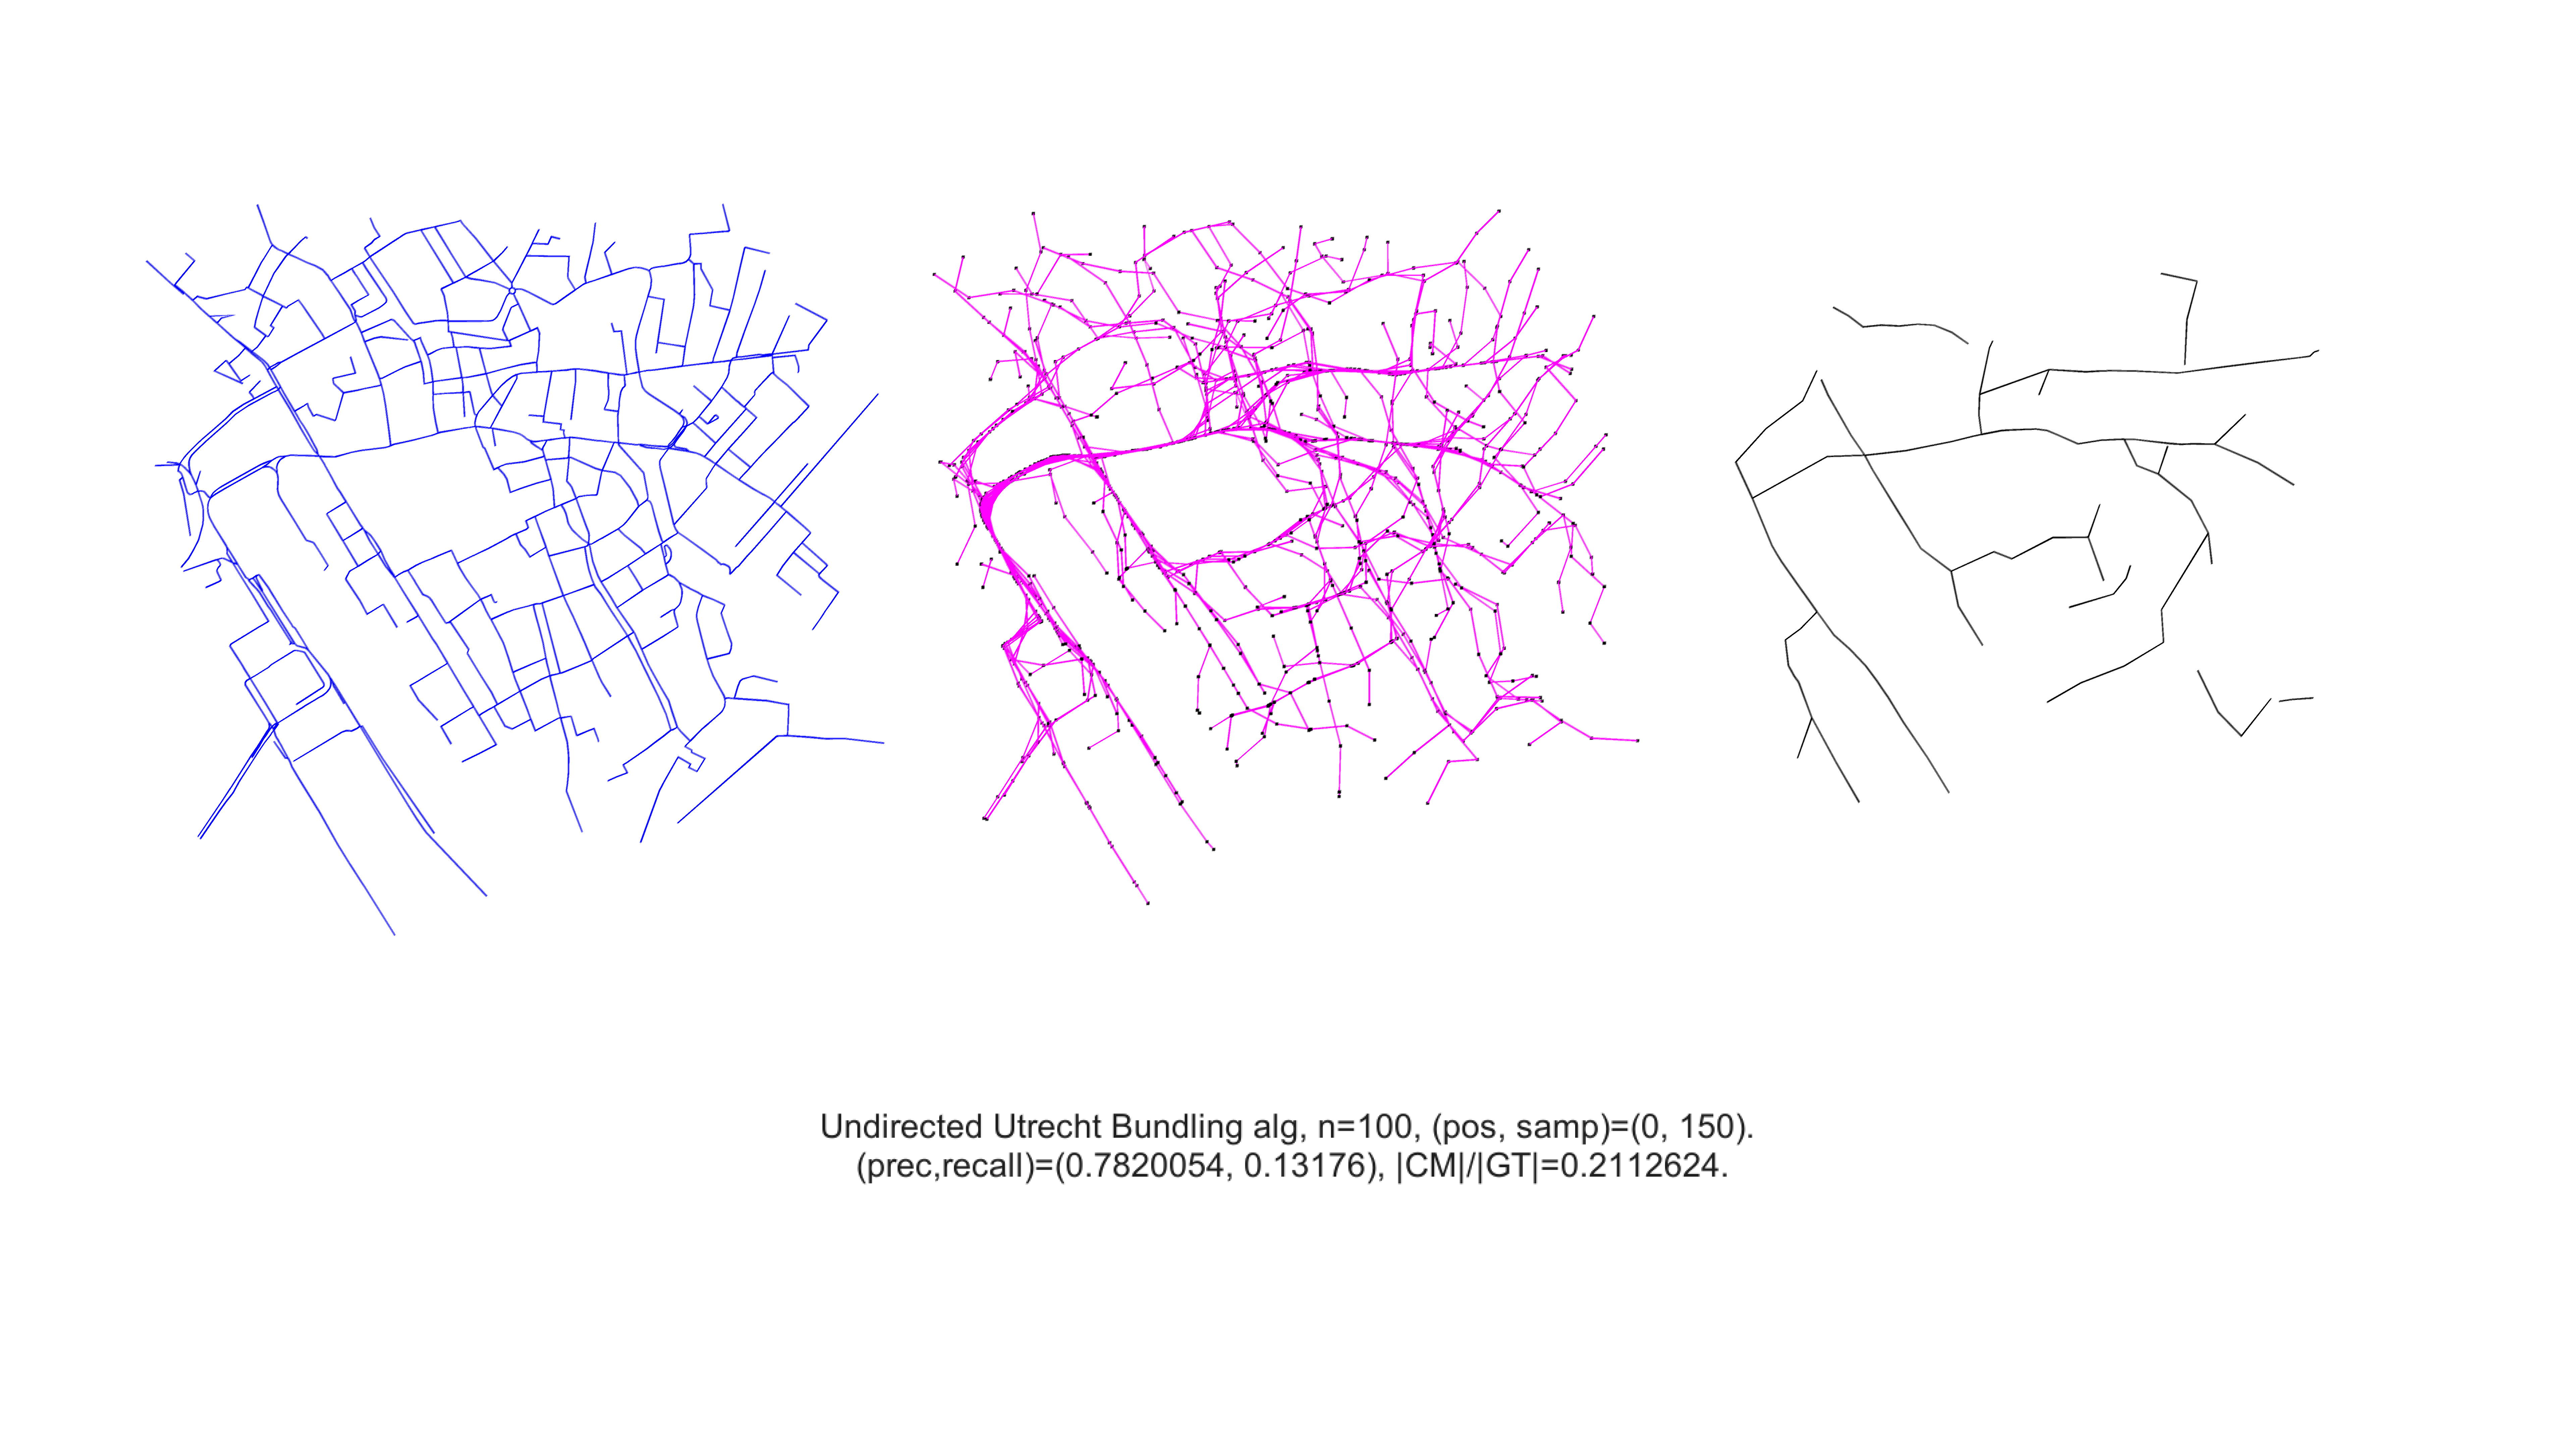 Undirected Utrecht Bundling alg, n=100, (pos, samp)=(0, 150).
(prec,recall)=(0.7820054, 0.13176), |CM|/|GT|=0.2112624.